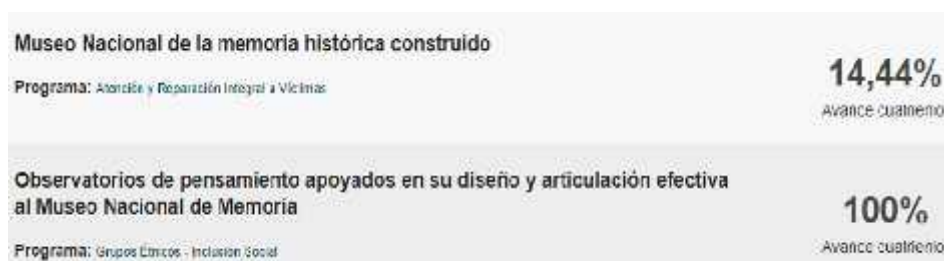 Museo Nacional de la memoria histórica construido
14,44%
Programa: Atención y Reparación Integral a Víctimas
Avance cuatrienio
Observatorios de pensamiento apoyados en su diseño y articulación efectiva
al Museo Nacional de Memoria
100%
Programa: Grupos Étnicos - Inclusión Social
Avance cuatrienio